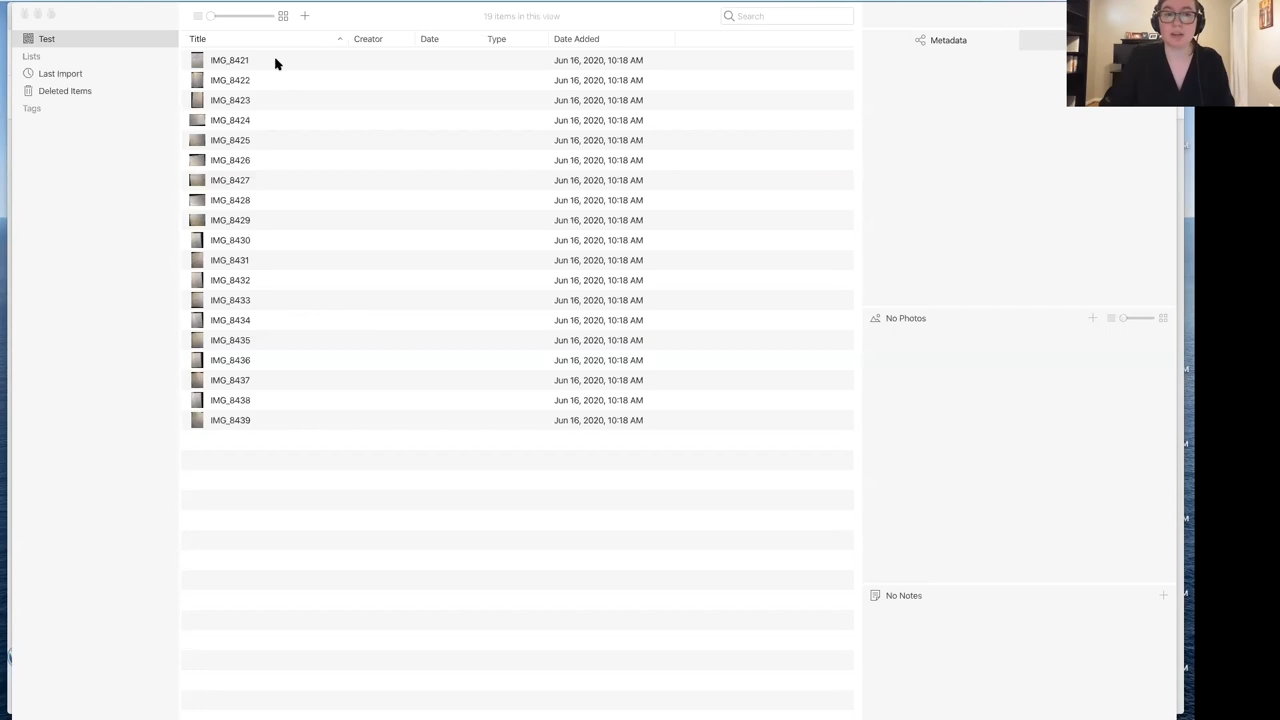 19 items in this view
Search
Test
Title Creator Date Type Date Added
Metadata
Lists
Last Import
Deleted Items
Tags
IMG_8421 Jun 16, 2020, 10:18 AM
IMG_8422 Jun 16, 2020, 10:18 AM
IMG_8423 Jun 16, 2020, 10:18 AM
IMG_8424 Jun 16, 2020, 10:18 AM
IMG_8425 Jun 16, 2020, 10:18 AM
IMG_8426 Jun 16, 2020, 10:18 AM
IMG_8427 Jun 16, 2020, 10:18 AM
IMG_8428 Jun 16, 2020, 10:18 AM
IMG_8429 Jun 16, 2020, 10:18 AM
IMG_8430 Jun 16, 2020, 10:18 AM
IMG_8431 Jun 16, 2020, 10:18 AM
IMG_8432 Jun 16, 2020, 10:18 AM
IMG_8433 Jun 16, 2020, 10:18 AM
IMG_8434 Jun 16, 2020, 10:18 AM
IMG_8435 Jun 16, 2020, 10:18 AM
IMG_8436 Jun 16, 2020, 10:18 AM
IMG_8437 Jun 16, 2020, 10:18 AM
IMG_8438 Jun 16, 2020, 10:18 AM
IMG_8439 Jun 16, 2020, 10:18 AM
No Photos
No Notes